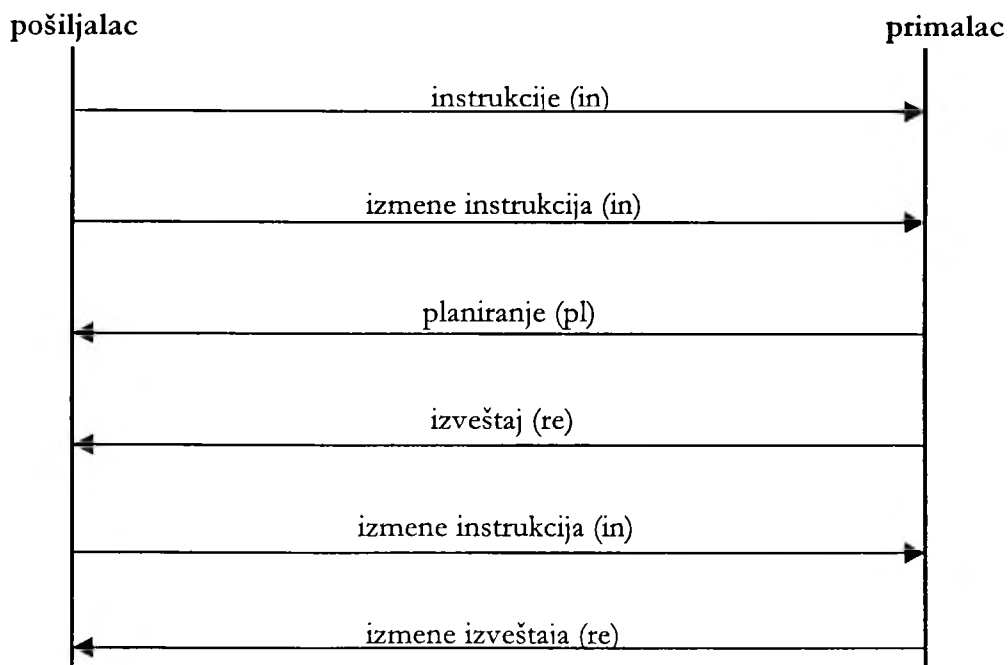 pošiljalac primalac
instrukcije (in)
izmene instrukcija (in)
planiranje (pl)
izveštaj (re)
izmene instrukcija (in)
izmene izveštaja (re)